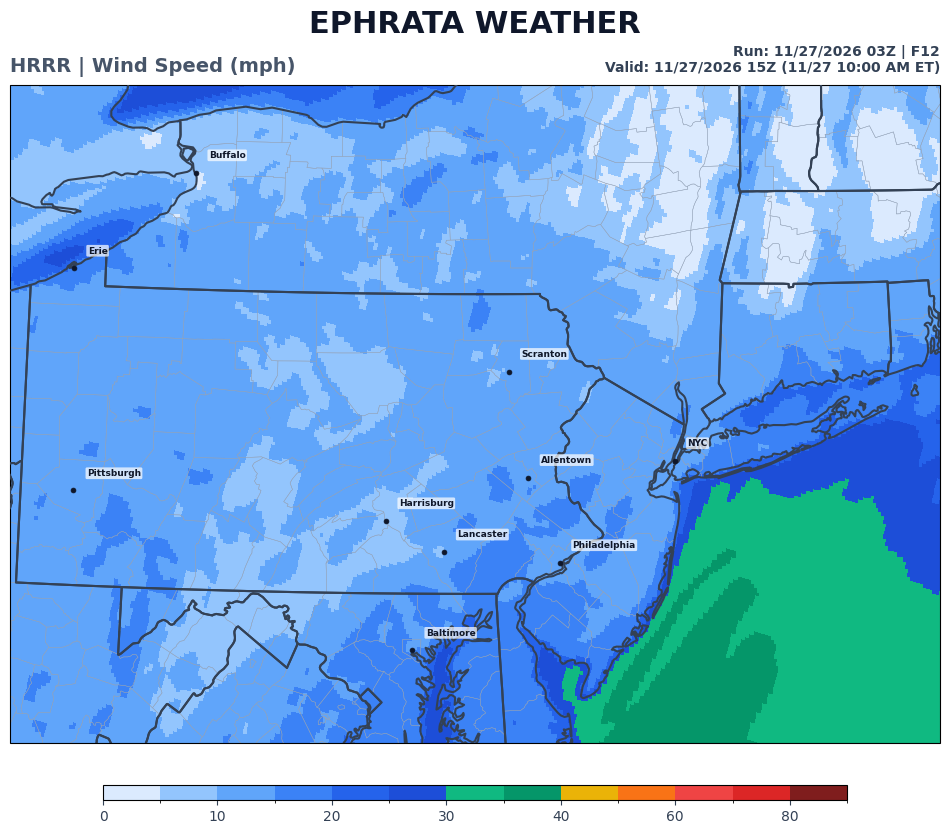 EPHRATA WEATHER
HRRR | Wind Speed (mph)
Run: 11/27/2026 03Z | F12
Valid: 11/27/2026 15Z (11/27 10:00 AM ET)
Buffalo
Erie
Scranton
NYC
Allentown
Pittsburgh
Harrisburg
Lancaster
Philadelphia
Baltimore
0 10 20 30 40 50 60 70 80